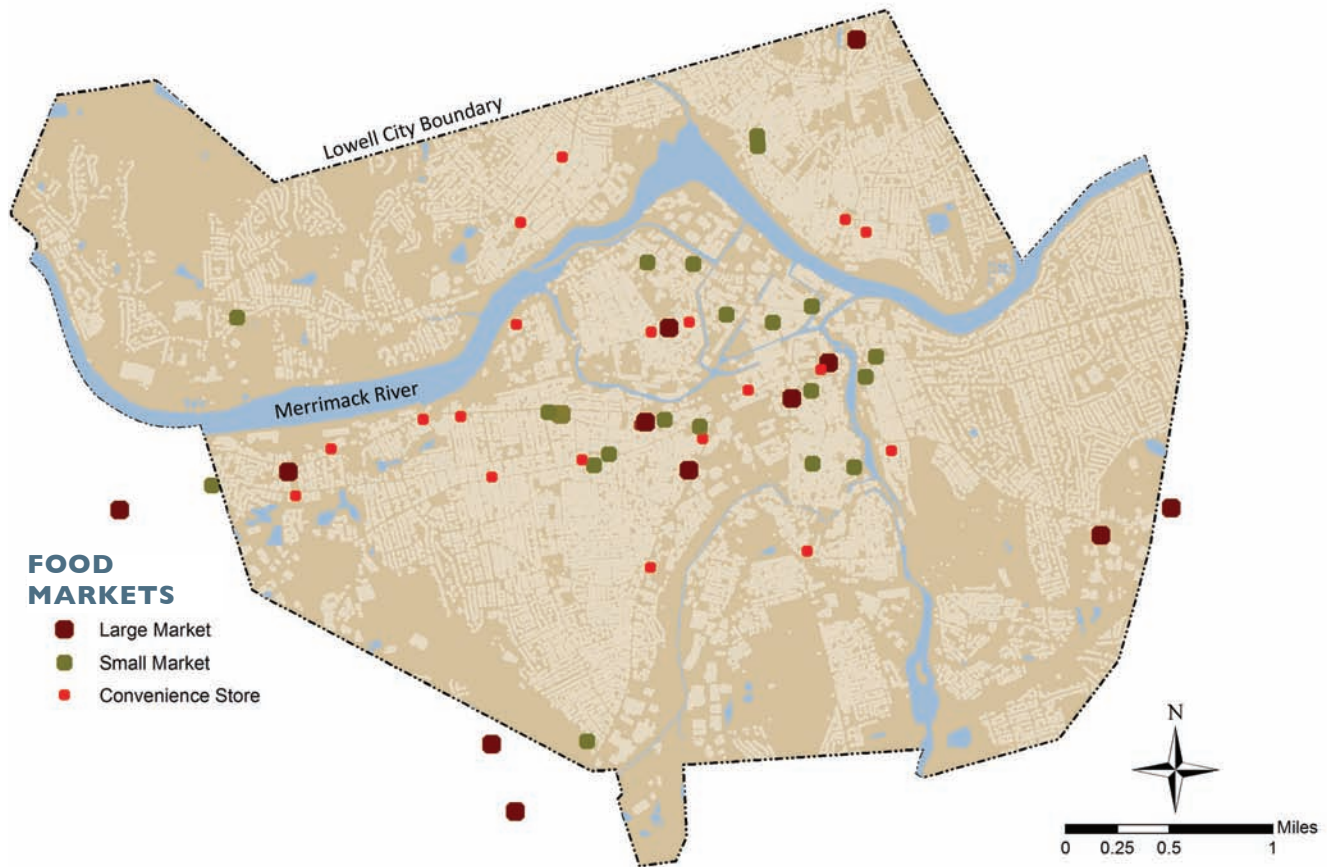 Lowell City Boundary
Merrimack River
FOOD
MARKETS
Large Market
Small Market
Convenience Store
N
Miles
0 0.25 0.5 1